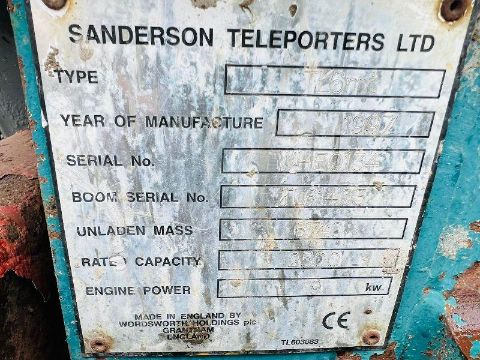 SANDERSON TELEPORTERS LTD
TYPE
YEAR OF MANUFACTURE 1997
SERIAL No.
BOOM SERIAL No.
UNLADEN MASS
RATED CAPACITY
ENGINE POWER kw
MADE IN ENGLAND BY
WORDSWORTH HOLDINGS plc
GRANTHAM
ENGLAND
TL603083
CE